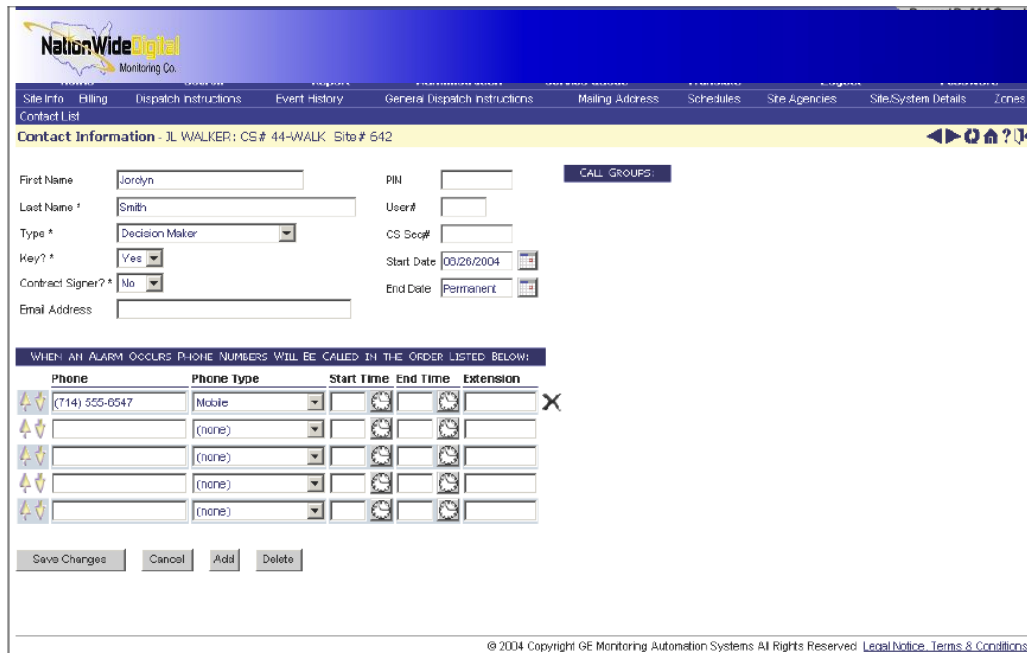 NationWideDigital
Monitoring Co.
Site Info Billing Dispatch Instructions Event History General Dispatch Instructions Mailing Address Schedules Site Agencies Site/System Details Zones
Contact List
Contact Information - JL WALKER: CS# 44-WALK Site# 642
First Name Jordyn PIN CALL GROUPS:
Last Name * Smith User#
Type * Decision Maker CS Seq#
Key? * Yes Start Date 08/26/2004
Contract Signer? * No End Date Permanent
Email Address
WHEN AN ALARM OCCURS PHONE NUMBERS WILL BE CALLED IN THE ORDER LISTED BELOW:
Phone Phone Type Start Time End Time Extension
(714) 555-6547 Mobile
(none)
(none)
(none)
(none)
Save Changes Cancel Add Delete
© 2004 Copyright GE Monitoring Automation Systems All Rights Reserved Legal Notice, Terms & Conditions